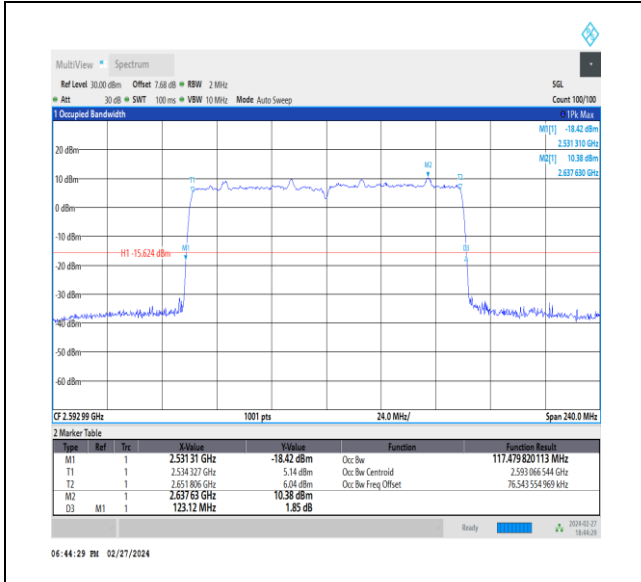 MultiView Spectrum
Ref Level 30.00 dBm Offset 7.68 dB RBW 2 MHz SGL
Att 30 dB SWT 100 ms VBW 10 MHz Mode Auto Sweep Count 100/100
1 Occupied Bandwidth 1Pk Max
M1[1] -18.42 dBm
2.531 310 GHz
20 dBm M2[1] 10.38 dBm
M2 2.637 630 GHz
10 dBm T1 T2
0 dBm
-10 dBm
H1 -15.624 dBm M1 D3
-20 dBm
-30 dBm
-40 dBm
-50 dBm
-60 dBm
CF 2.592 99 GHz 1001 pts 24.0 MHz/ Span 240.0 MHz
2 Marker Table
Type Ref Trc X-Value Y-Value Function Function Result
M1 1 2.531 31 GHz -18.42 dBm Occ Bw 117.479 820 113 MHz
T1 1 2.534 327 GHz 5.14 dBm Occ Bw Centroid 2.593 066 544 GHz
T2 1 2.651 806 GHz 6.04 dBm Occ Bw Freq Offset 76.543 554 969 kHz
M2 1 2.637 63 GHz 10.38 dBm
D3 M1 1 123.12 MHz 1.85 dB
Ready 2024-02-27
18:44:29
06:44:29 PM 02/27/2024